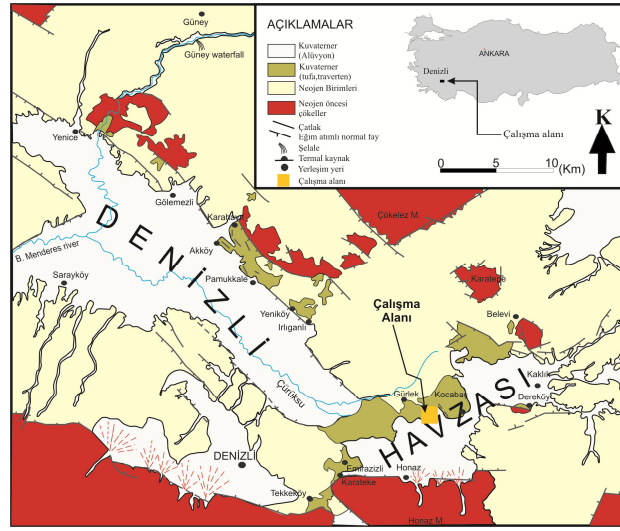 AÇIKLAMALAR
Kuvaterner
(Alüvyon)
Kuvaterner
(tufa,traverten)
Neojen Birimleri
Neojen öncesi
çökeller
Çatlak
Eğim atımlı normal fay
Şelale
Termal kaynak
Yerleşim yeri
Çalışma alanı
ANKARA
Denizli
Çalışma alanı
K
0 5 10 (Km)
Güney
Güney waterfall
Yenice
Gölemezli
Karahayıt
Çökelez M.
B. Menderes river
Akköy
Sarayköy
Pamukkale
Karatepe
Yeniköy
Irlıganlı
Çalışma
Alanı
Belevi
DENİZLİ
HAVZASI
Çürüksu
Kaklık
Gürlek
Kocabaş
Dereköy
DENİZLİ
Emirazizli
Honaz
Karateke
Tekkeköy
Honaz M.